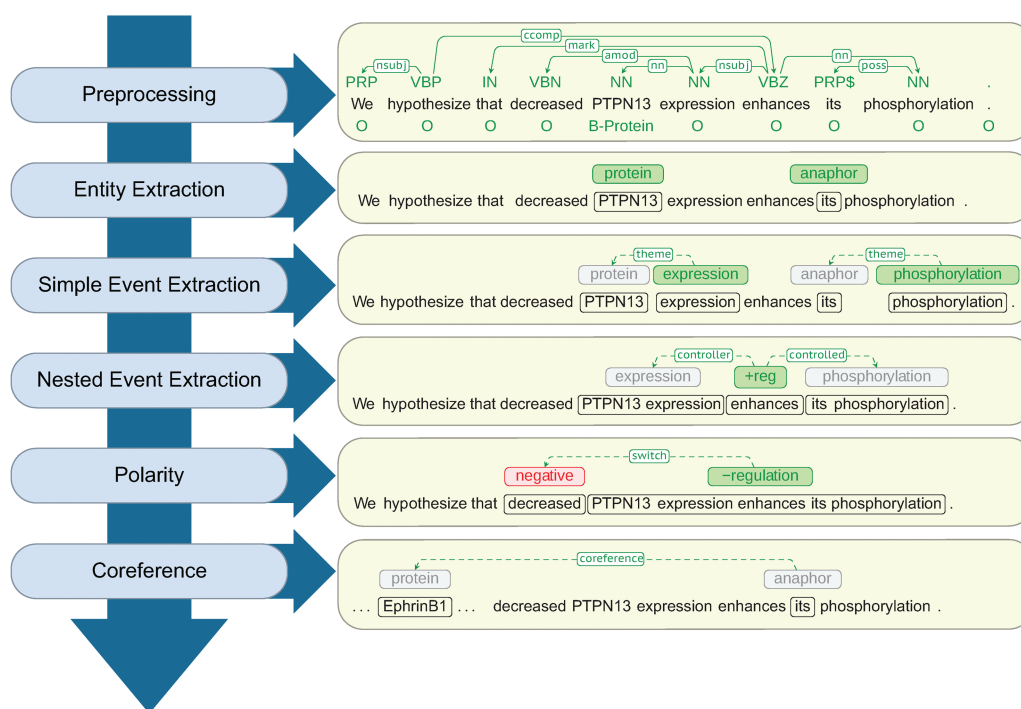 Preprocessing
ccomp
mark
amod
nn
nsubj nn nsubj poss
PRP VBP IN VBN NN NN VBZ PRP$ NN .
We hypothesize that decreased PTPN13 expression enhances its phosphorylation .
O O O O B-Protein O O O O O
Entity Extraction
protein anaphor
We hypothesize that decreased PTPN13 expression enhances its phosphorylation .
Simple Event Extraction
theme theme
protein expression anaphor phosphorylation
We hypothesize that decreased PTPN13 expression enhances its phosphorylation .
Nested Event Extraction
controller controlled
expression +reg phosphorylation
We hypothesize that decreased PTPN13 expression enhances its phosphorylation .
Polarity
switch
negative −regulation
We hypothesize that decreased PTPN13 expression enhances its phosphorylation .
Coreference
coreference
protein anaphor
... EphrinB1 ... decreased PTPN13 expression enhances its phosphorylation .